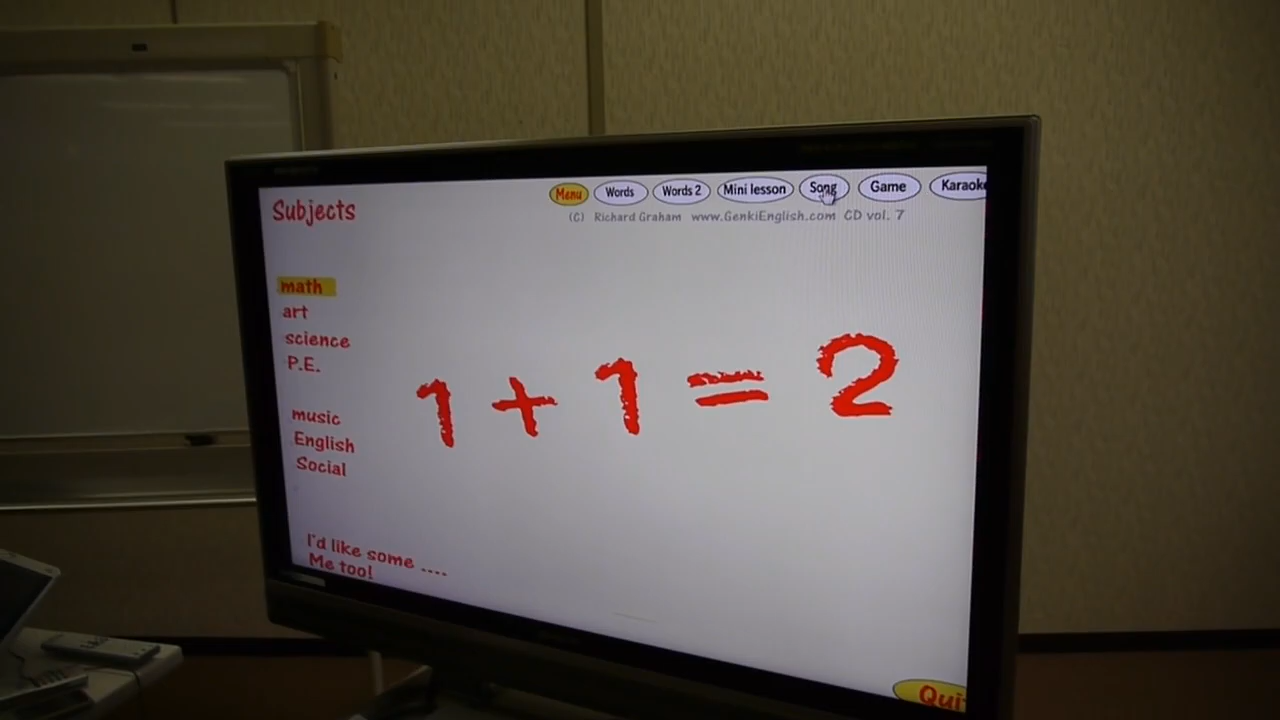 Menu Words Words 2 Mini lesson Song Game Karaoke
Subjects
(C) Richard Graham www.GenkiEnglish.com CD vol. 7
math
art
science
P.E.
1 + 1 = 2
music
English
Social
I'd like some ....
Me too!
Qui